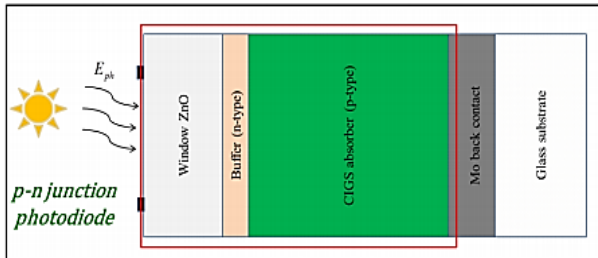 E_ph
p-n junction
photodiode
Window ZnO
Buffer (n-type)
CIGS absorber (p-type)
Mo back contact
Glass substrate